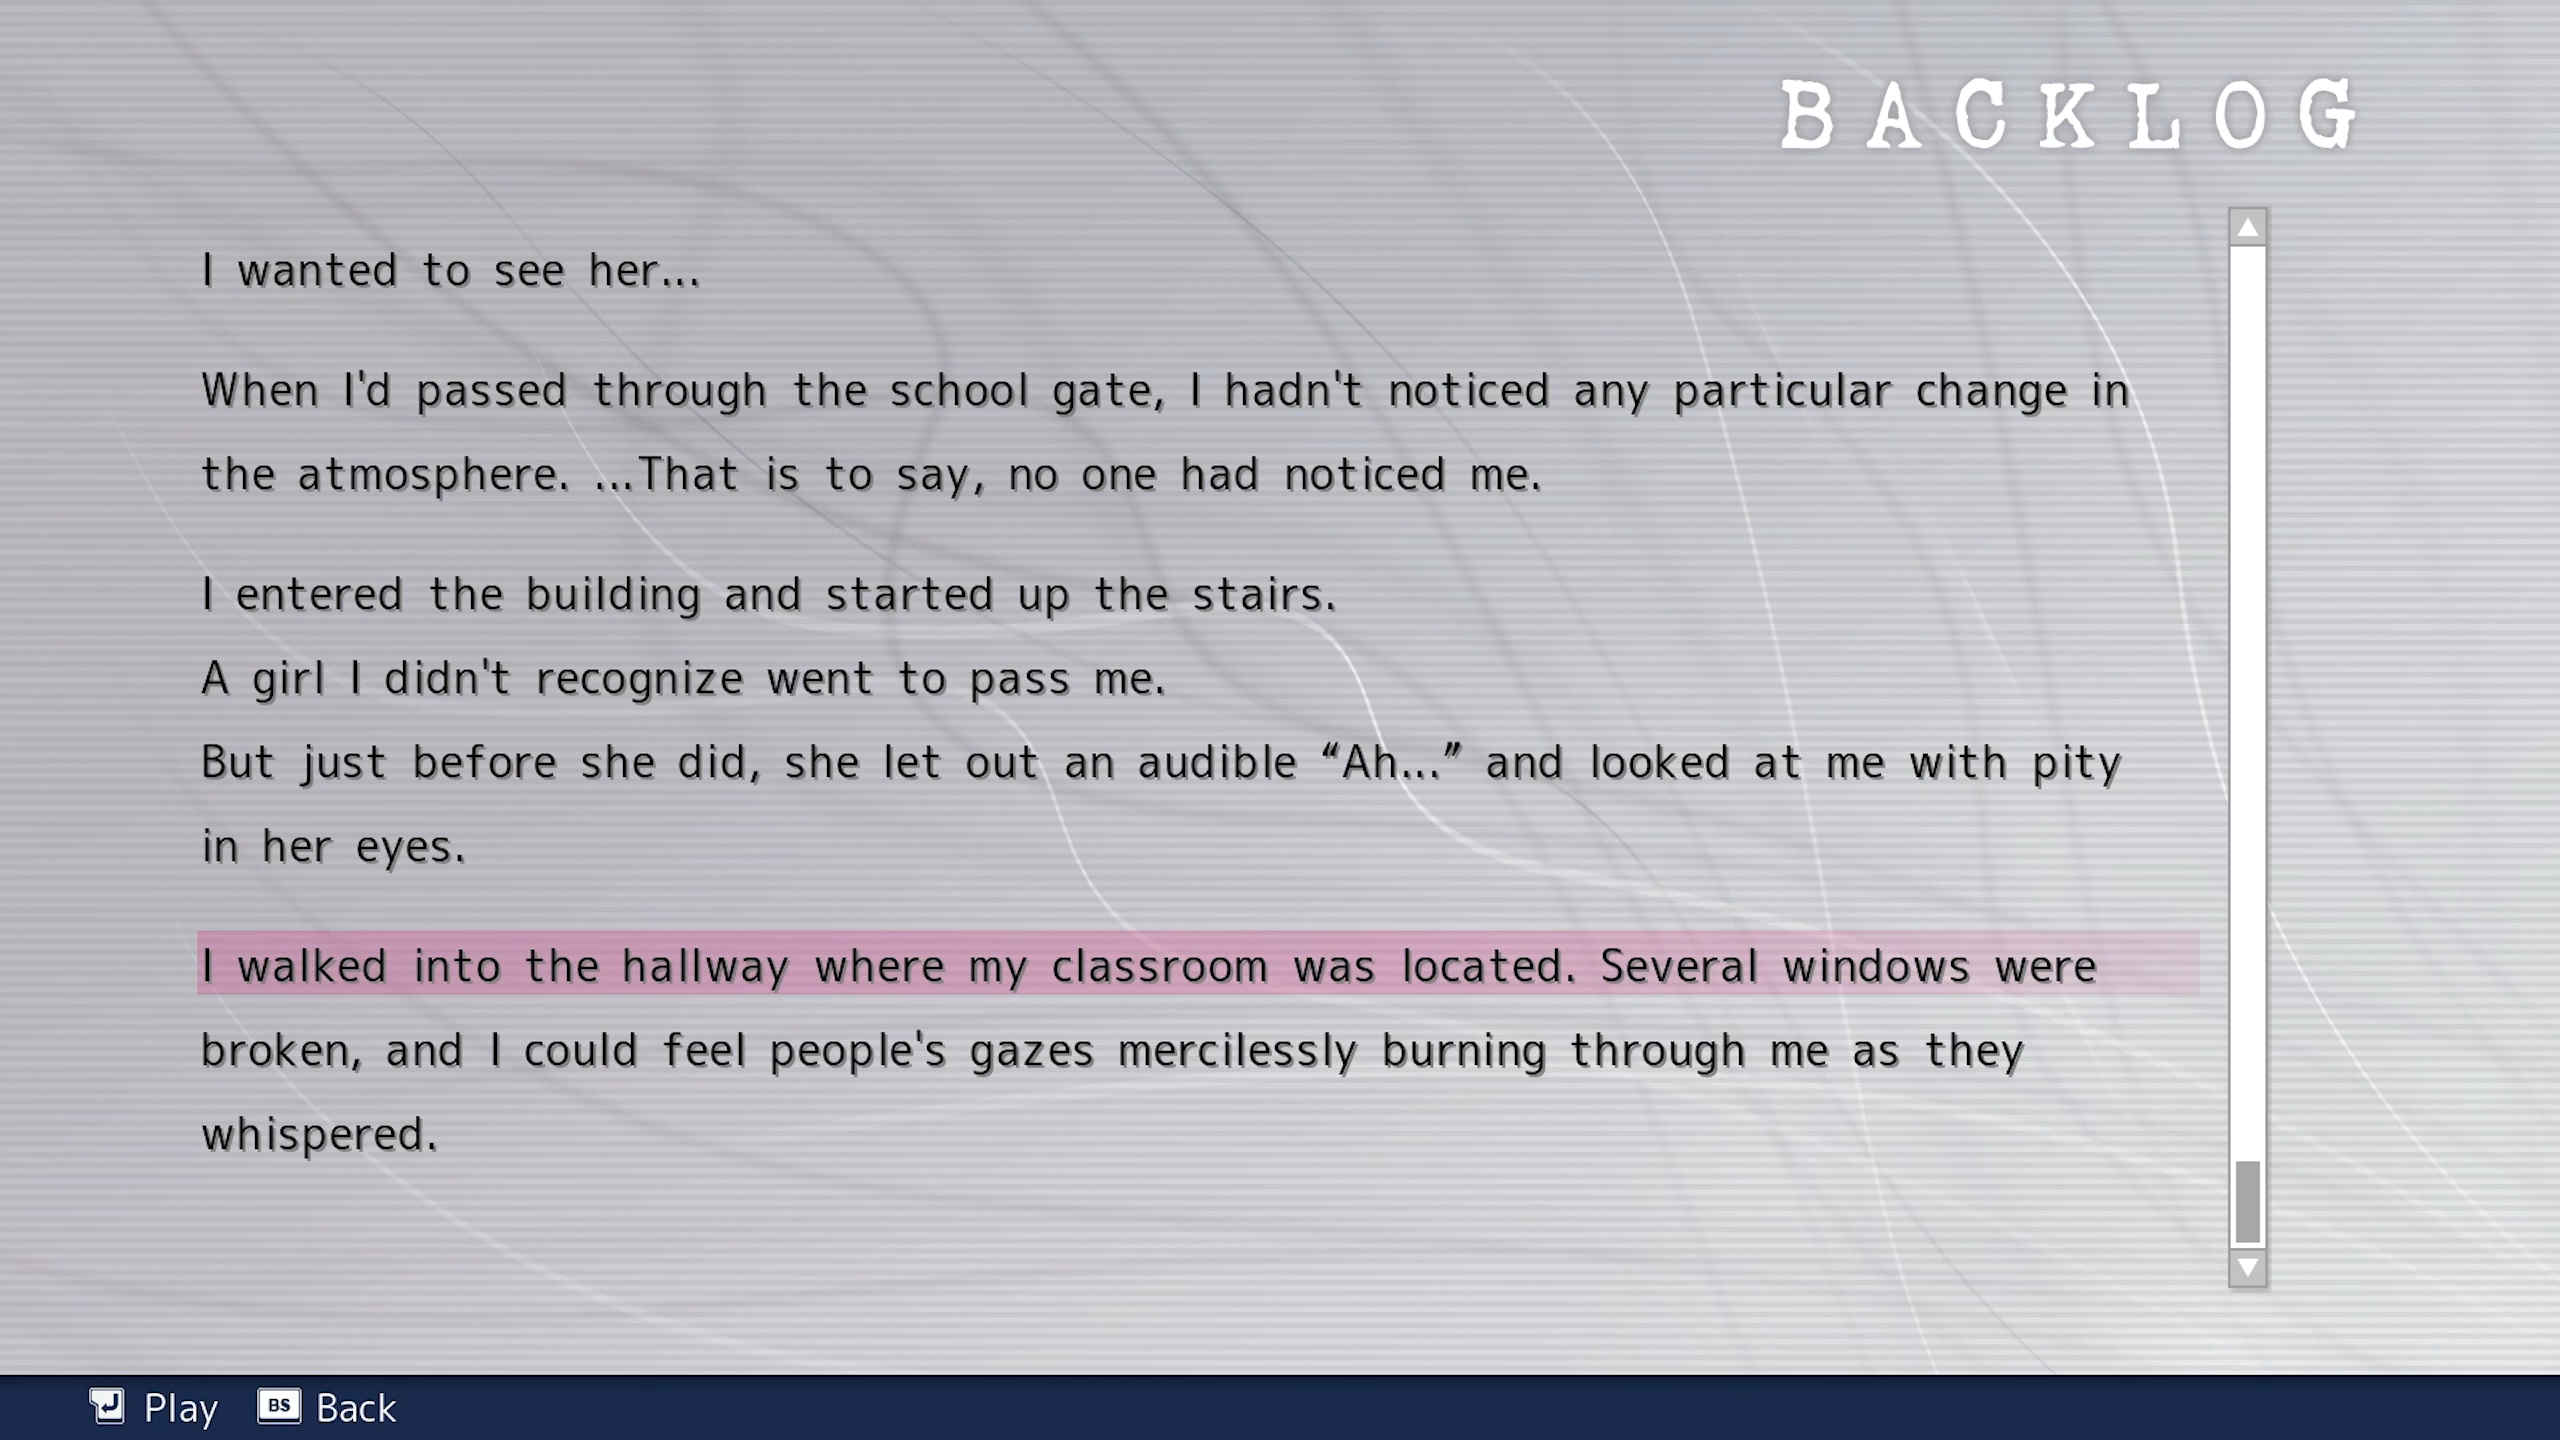 BACKLOG
I wanted to see her...
When I'd passed through the school gate, I hadn't noticed any particular change in
the atmosphere. ...That is to say, no one had noticed me.
I entered the building and started up the stairs.
A girl I didn't recognize went to pass me.
But just before she did, she let out an audible “Ah...” and looked at me with pity
in her eyes.
I walked into the hallway where my classroom was located. Several windows were
broken, and I could feel people's gazes mercilessly burning through me as they
whispered.
Play BS Back